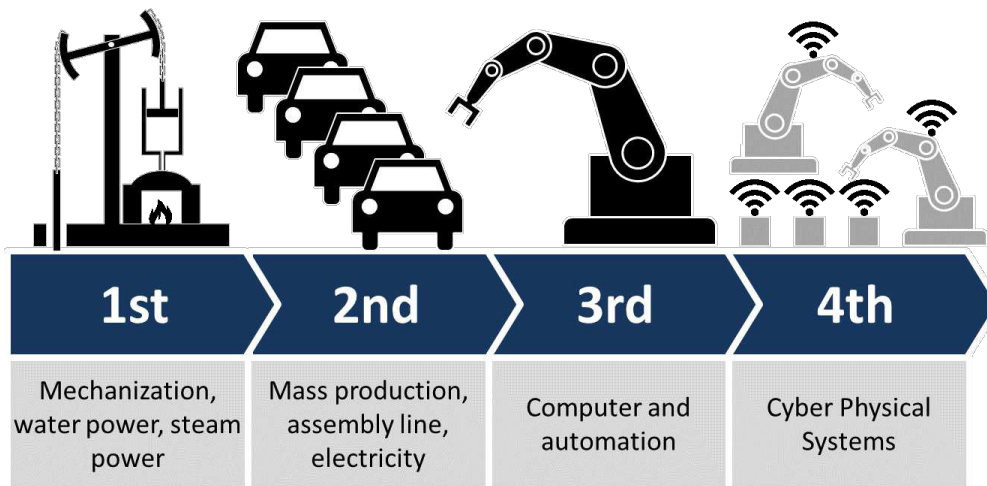 1st
2nd
3rd
4th
Mechanization,
water power, steam
power
Mass production,
assembly line,
electricity
Computer and
automation
Cyber Physical
Systems